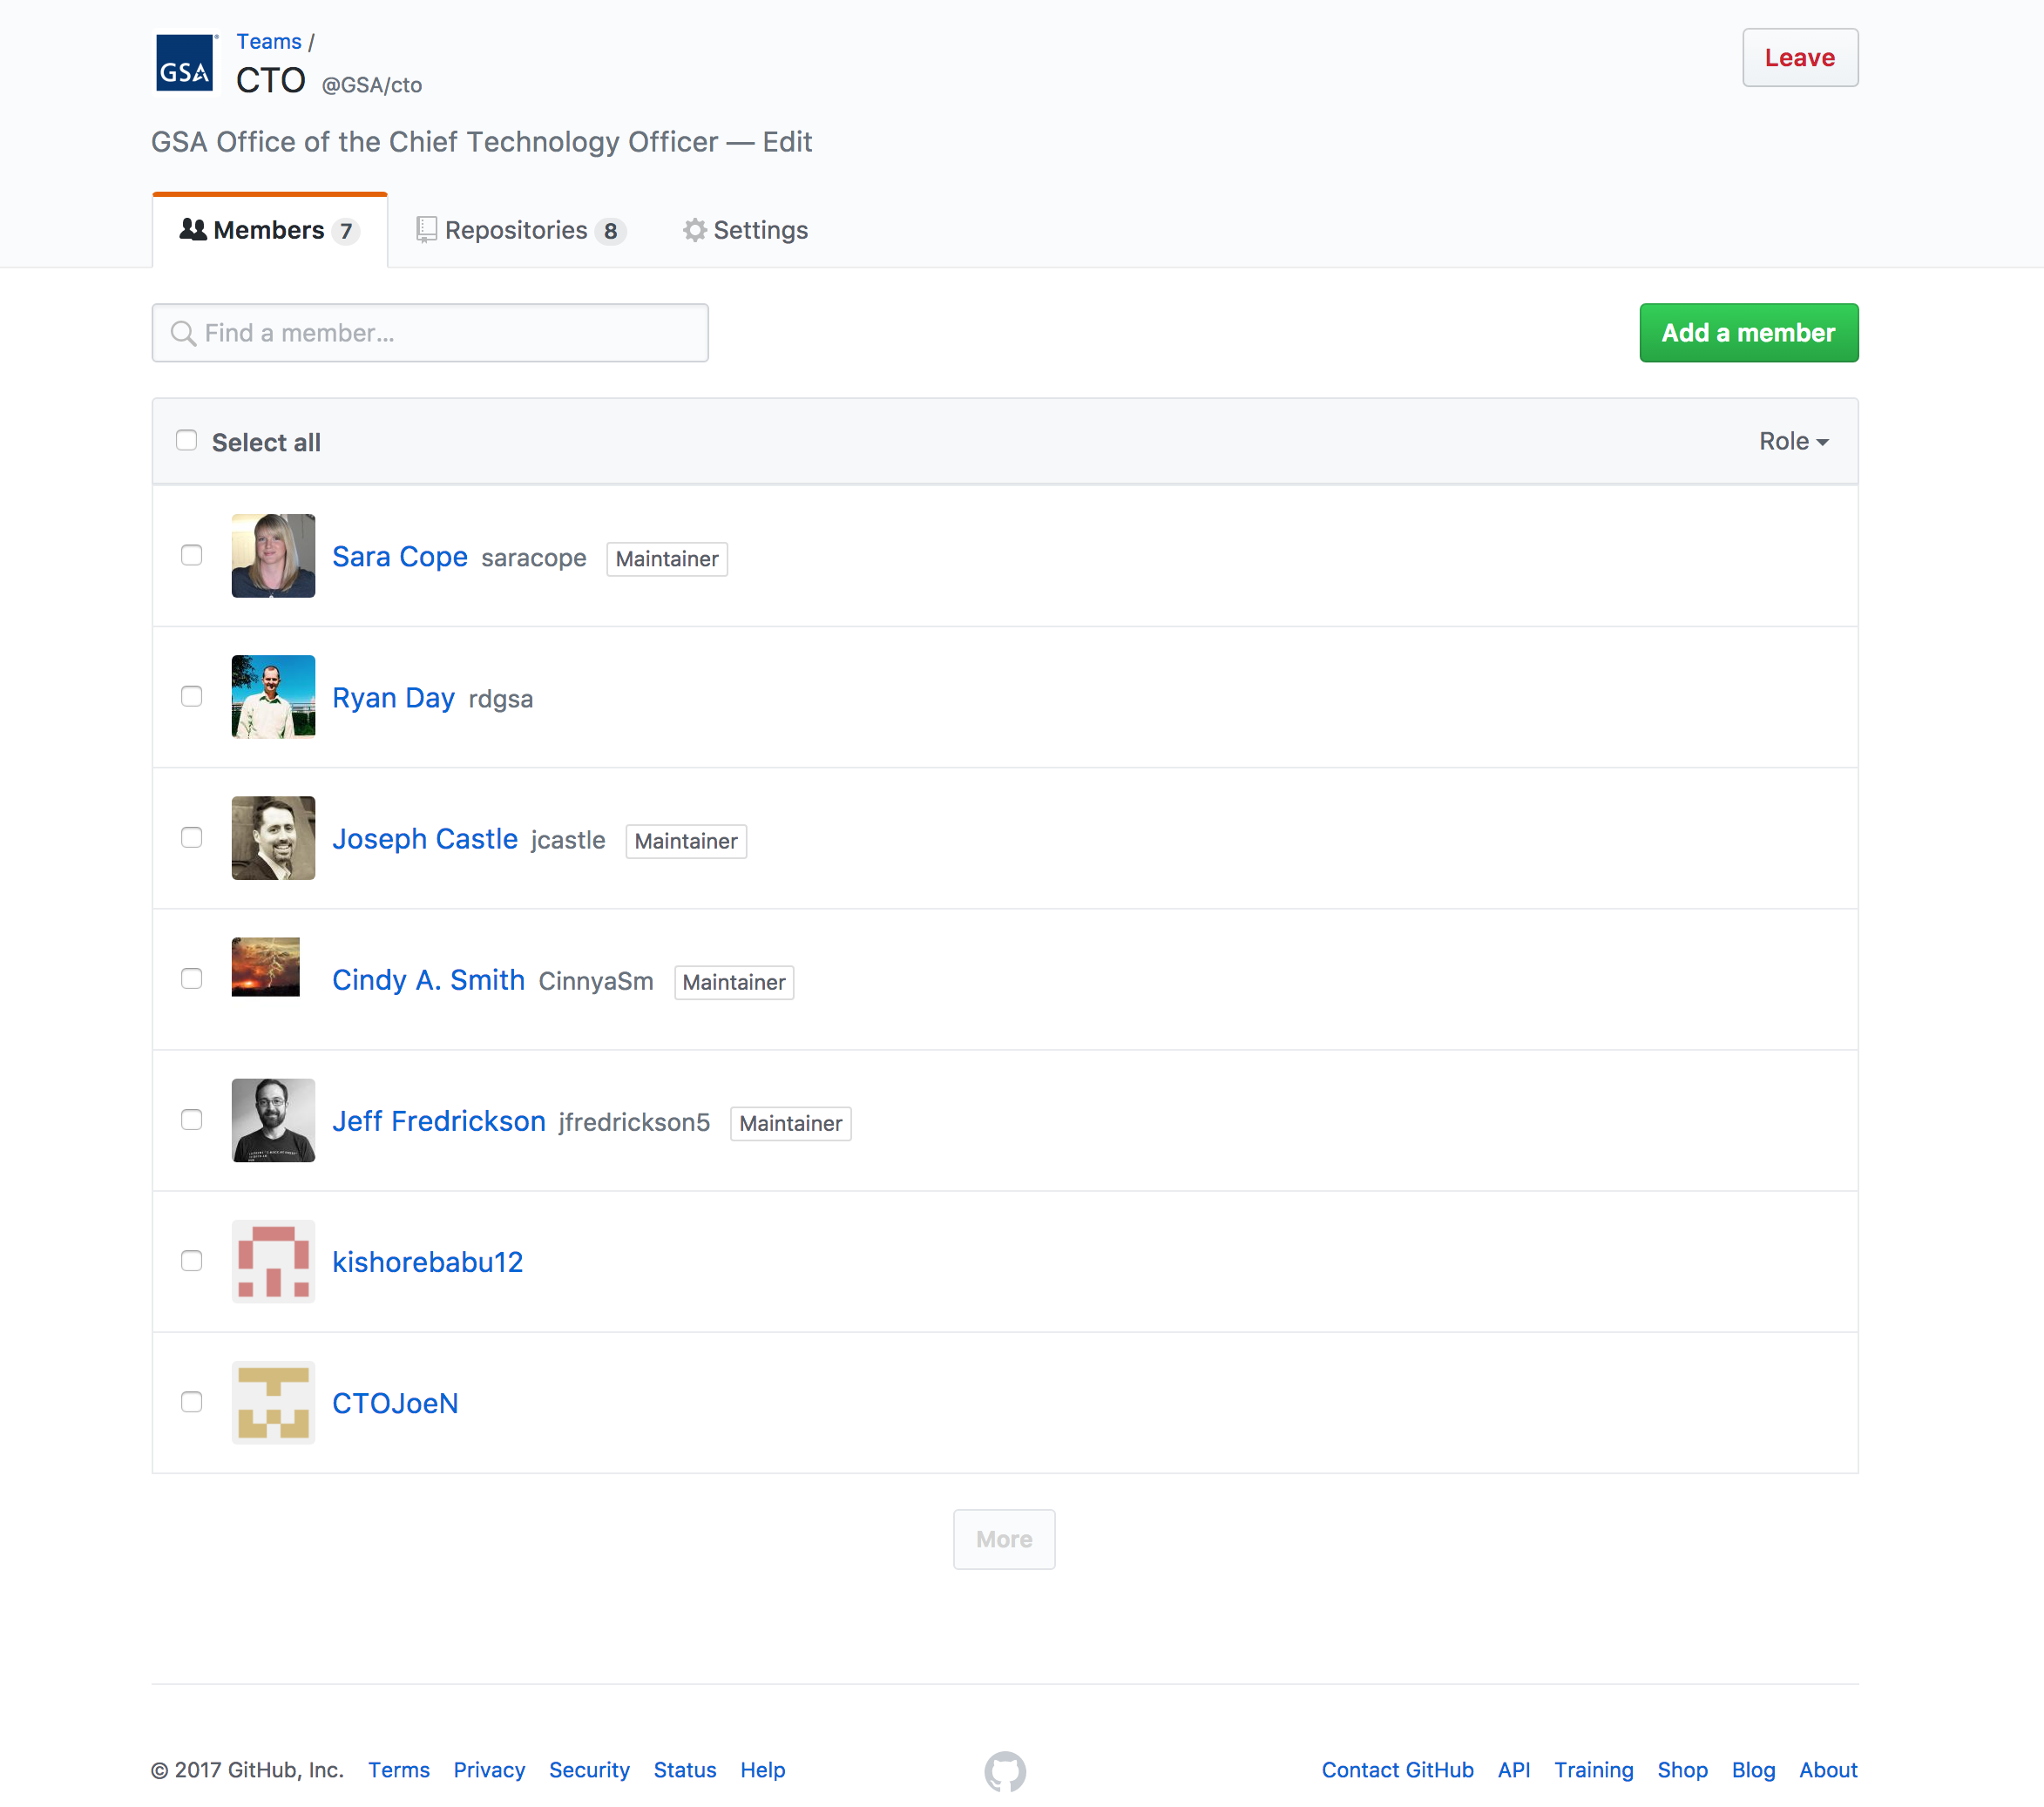 GSA
Teams /
CTO @GSA/cto
Leave
GSA Office of the Chief Technology Officer — Edit
Members 7 Repositories 8 Settings
Find a member…
Add a member
Select all Role
Sara Cope saracope Maintainer
Ryan Day rdgsa
Joseph Castle jcastle Maintainer
Cindy A. Smith CinnyaSm Maintainer
Jeff Fredrickson jfredrickson5 Maintainer
kishorebabu12
CTOJoeN
More
© 2017 GitHub, Inc. Terms Privacy Security Status Help Contact GitHub API Training Shop Blog About